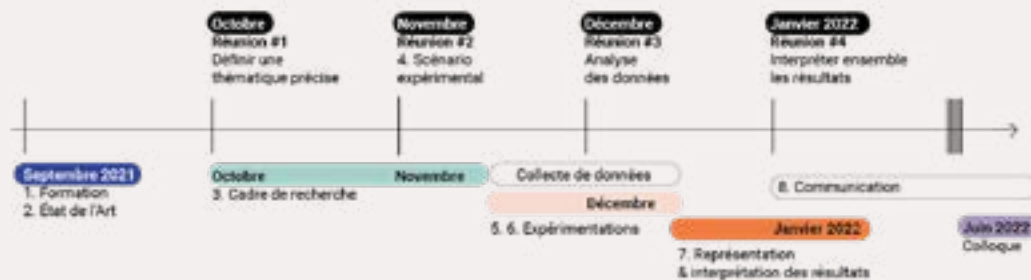 Octobre
Réunion #1
Définir une
thématique précise
Novembre
Réunion #2
4. Scénario
expérimental
Décembre
Réunion #3
Analyse
des données
Janvier 2022
Réunion #4
Interpréter ensemble
les résultats
Septembre 2021
1. Formation
2. État de l'Art
Octobre
Novembre
3. Cadre de recherche
Collecte de données
Décembre
5. 6. Expérimentations
Janvier 2022
7. Représentation
& interprétation des résultats
8. Communication
Juin 2022
Colloque